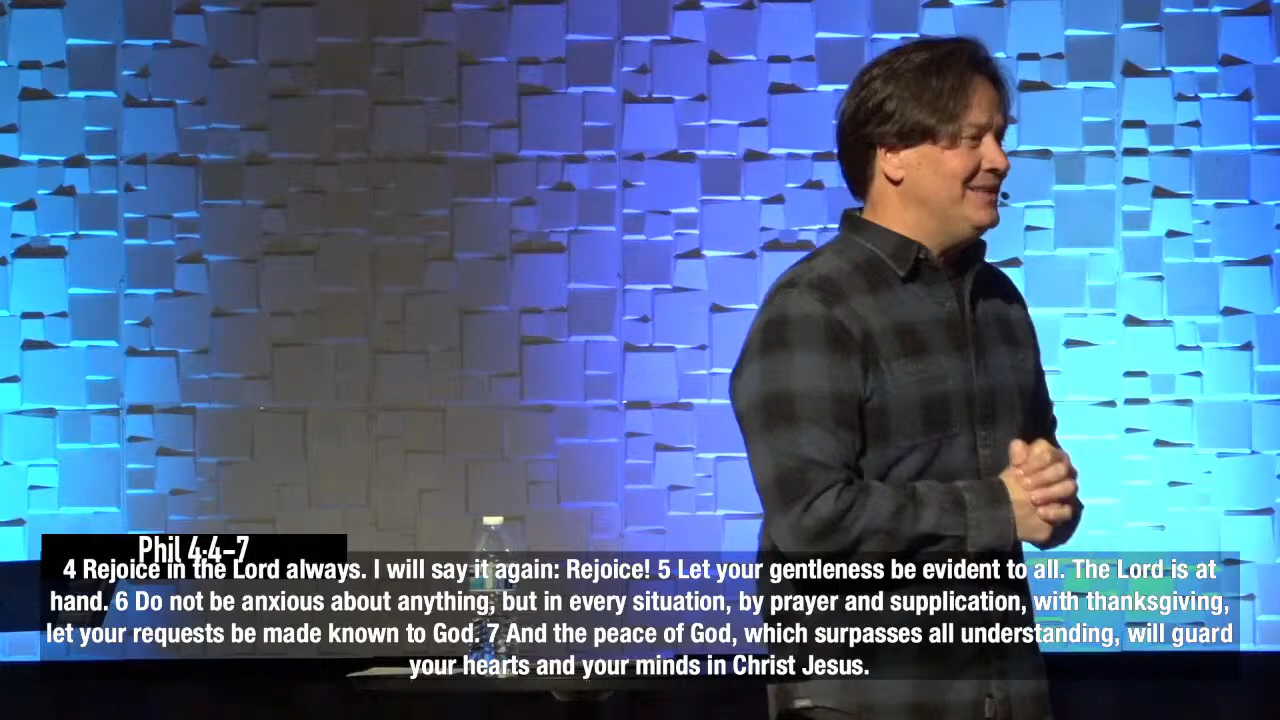 Phil 4:4-7
4 Rejoice in the Lord always. I will say it again: Rejoice! 5 Let your gentleness be evident to all. The Lord is at
hand. 6 Do not be anxious about anything, but in every situation, by prayer and supplication, with thanksgiving,
let your requests be made known to God. 7 And the peace of God, which surpasses all understanding, will guard
your hearts and your minds in Christ Jesus.